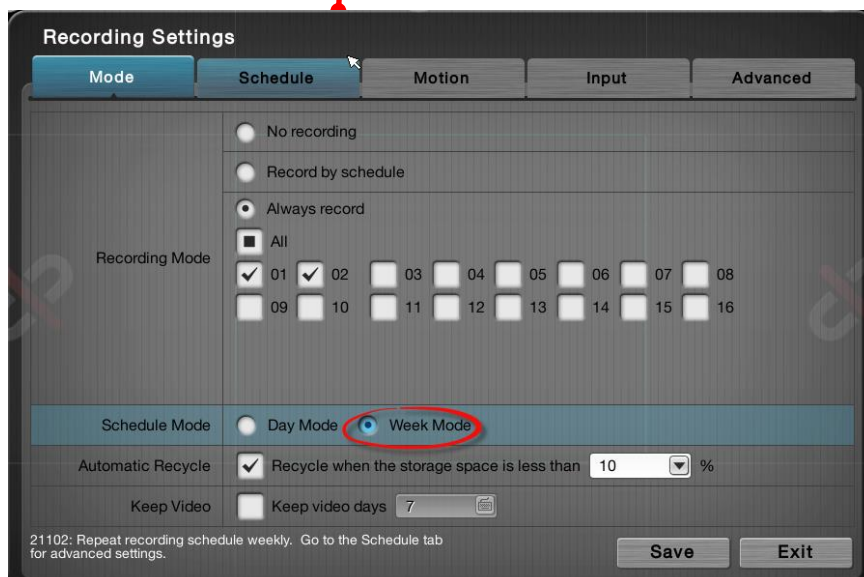 Recording Settings
Mode Schedule Motion Input Advanced
No recording
Record by schedule
Always record
All
Recording Mode
01 02 03 04 05 06 07 08
09 10 11 12 13 14 15 16
Schedule Mode Day Mode Week Mode
Automatic Recycle Recycle when the storage space is less than 10 %
Keep Video Keep video days 7
21102: Repeat recording schedule weekly. Go to the Schedule tab
for advanced settings.
Save Exit